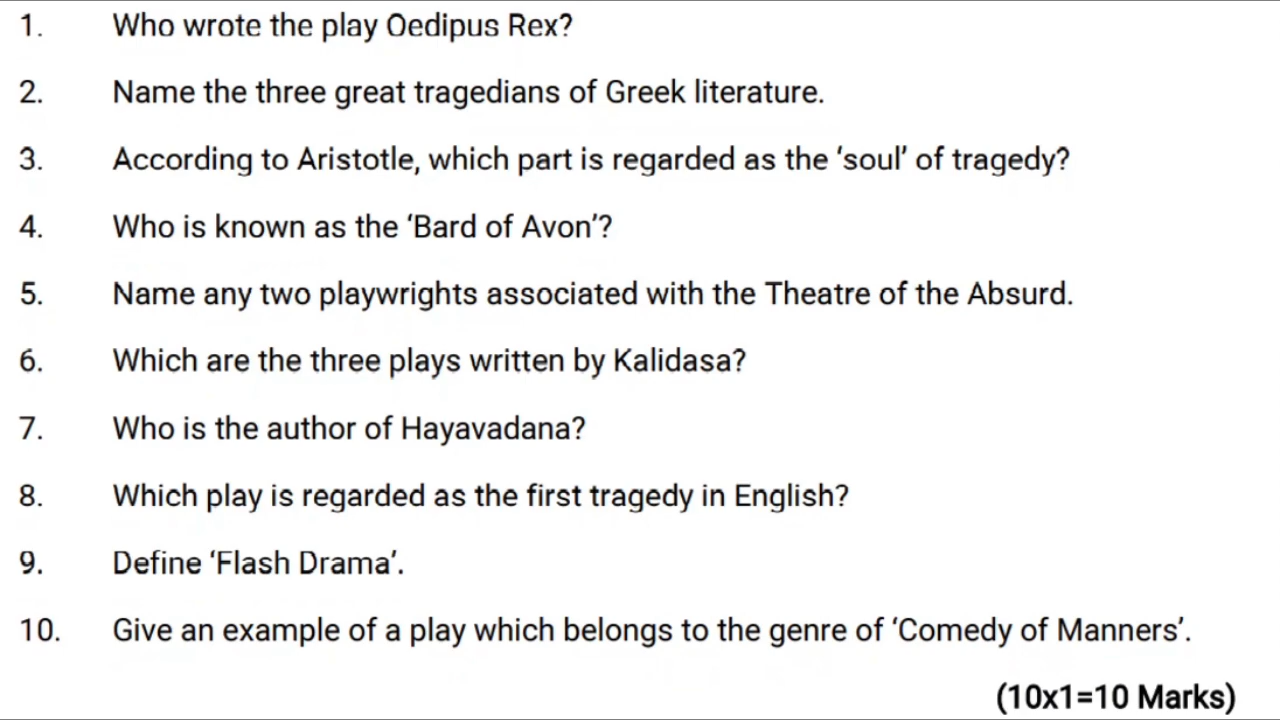 1. Who wrote the play Oedipus Rex?
2. Name the three great tragedians of Greek literature.
3. According to Aristotle, which part is regarded as the ‘soul’ of tragedy?
4. Who is known as the ‘Bard of Avon’?
5. Name any two playwrights associated with the Theatre of the Absurd.
6. Which are the three plays written by Kalidasa?
7. Who is the author of Hayavadana?
8. Which play is regarded as the first tragedy in English?
9. Define ‘Flash Drama’.
10. Give an example of a play which belongs to the genre of ‘Comedy of Manners’.
(10x1=10 Marks)